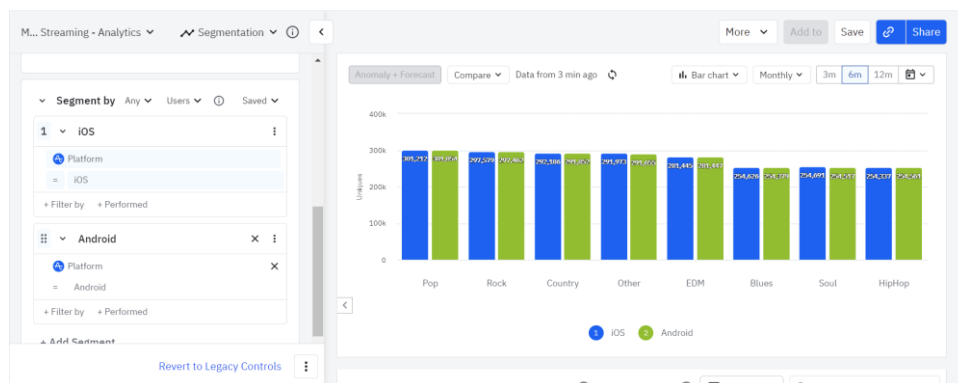 M... Streaming - Analytics
Segmentation
More
Add to
Save
Share
Segment by Any Users Saved
1 iOS
Platform
= iOS
+ Filter by + Performed
Android
Platform
= Android
+ Filter by + Performed
+ Add Segment
Revert to Legacy Controls
Anomaly + Forecast Compare Data from 3 min ago Bar chart Monthly 3m 6m 12m
400k
300k
200k
100k
0
Uniques
297,579
292,186
291,973
281,445 281,447
254,626
254,691
254,337
Pop Rock Country Other EDM Blues Soul HipHop
1 iOS 2 Android